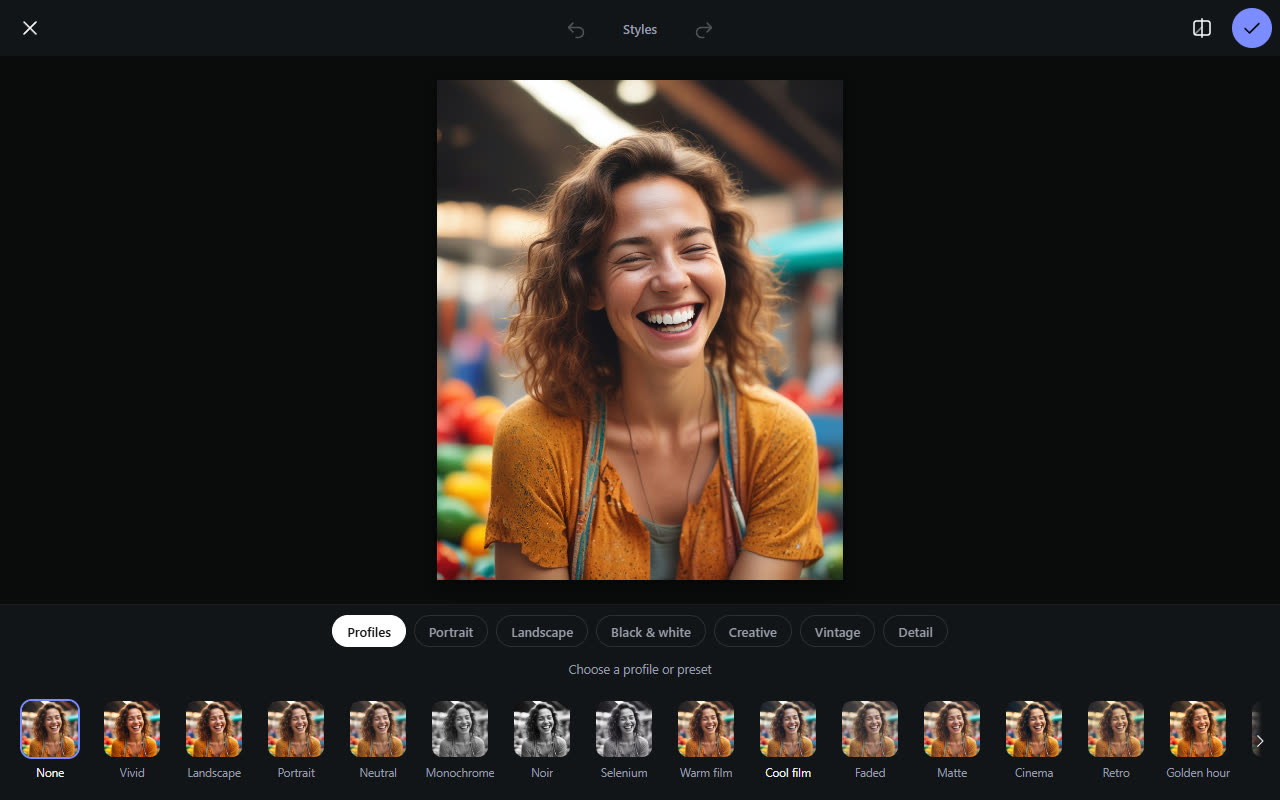 Styles
Profiles
Portrait
Landscape
Black & white
Creative
Vintage
Detail
Choose a profile or preset
None
Vivid
Landscape
Portrait
Neutral
Monochrome
Noir
Selenium
Warm film
Cool film
Faded
Matte
Cinema
Retro
Golden hour